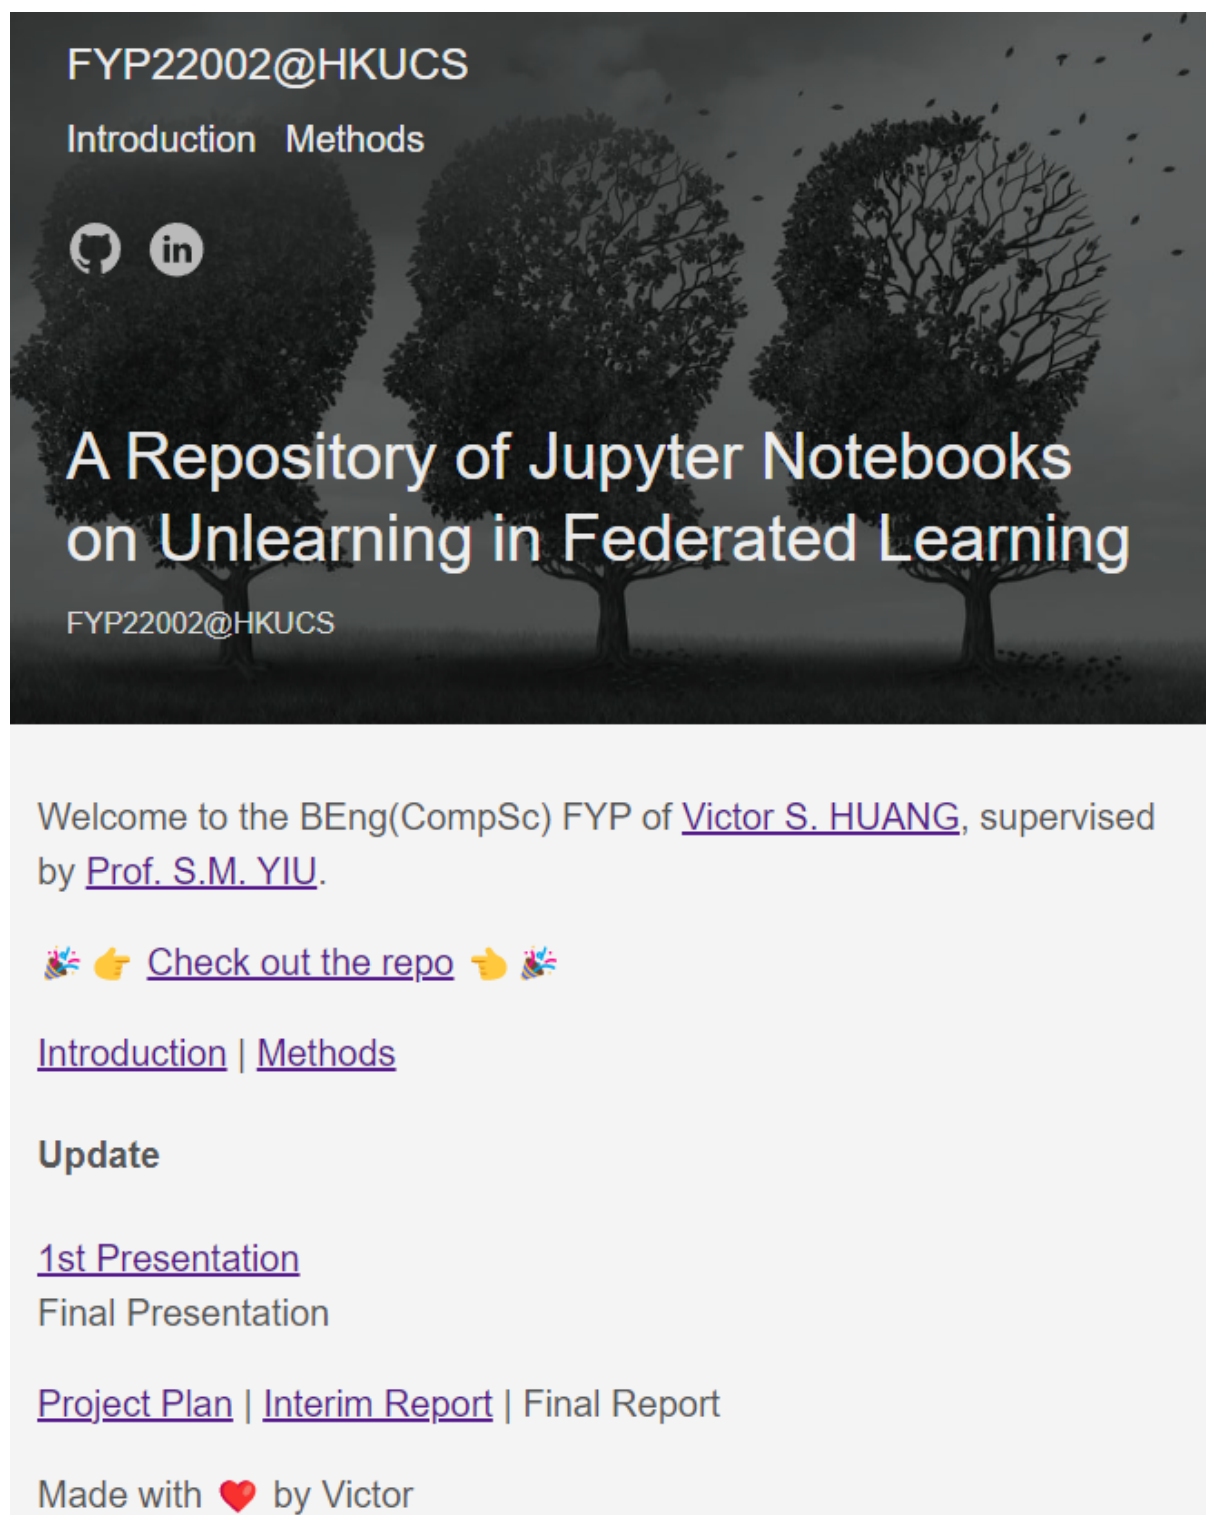 FYP22002@HKUCS
Introduction Methods
in
A Repository of Jupyter Notebooks
on Unlearning in Federated Learning
FYP22002@HKUCS
Welcome to the BEng(CompSc) FYP of Victor S. HUANG, supervised
by Prof. S.M. YIU.
🎉 👉 Check out the repo 👈 🎉
Introduction | Methods
Update
1st Presentation
Final Presentation
Project Plan | Interim Report | Final Report
Made with ❤️ by Victor